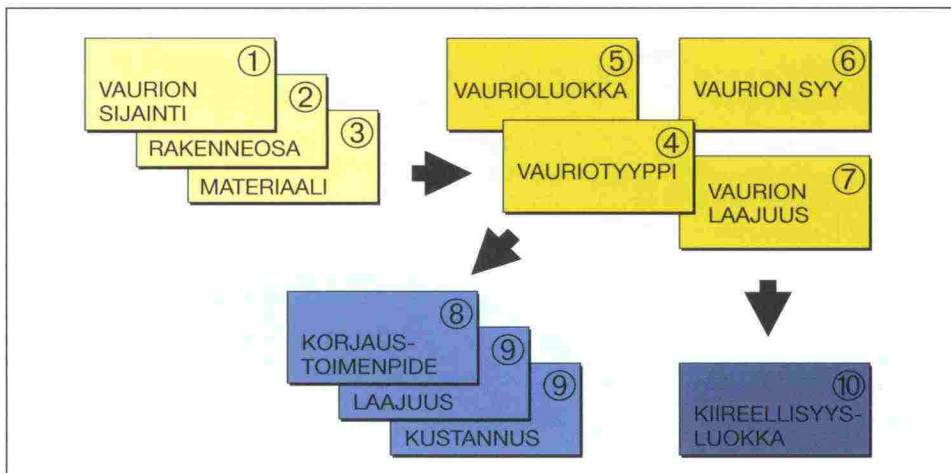 ①
VAURION
SIJAINTI
②
RAKENNEOSA
③
MATERIAALI
⑤
VAURIOLUOKKA
④
VAURIOTYYPPI
⑥
VAURION SYY
⑦
VAURION
LAAJUUS
⑧
KORJAUS-
TOIMENPIDE
⑨
LAAJUUS
⑨
KUSTANNUS
⑩
KIIREELLISYYS-
LUOKKA